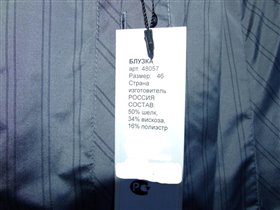 БЛУЗКА
арт. 48057
Размер: 46
Страна
изготовитель
РОССИЯ
СОСТАВ
50% шелк,
34% вискоза,
16% полиэстр